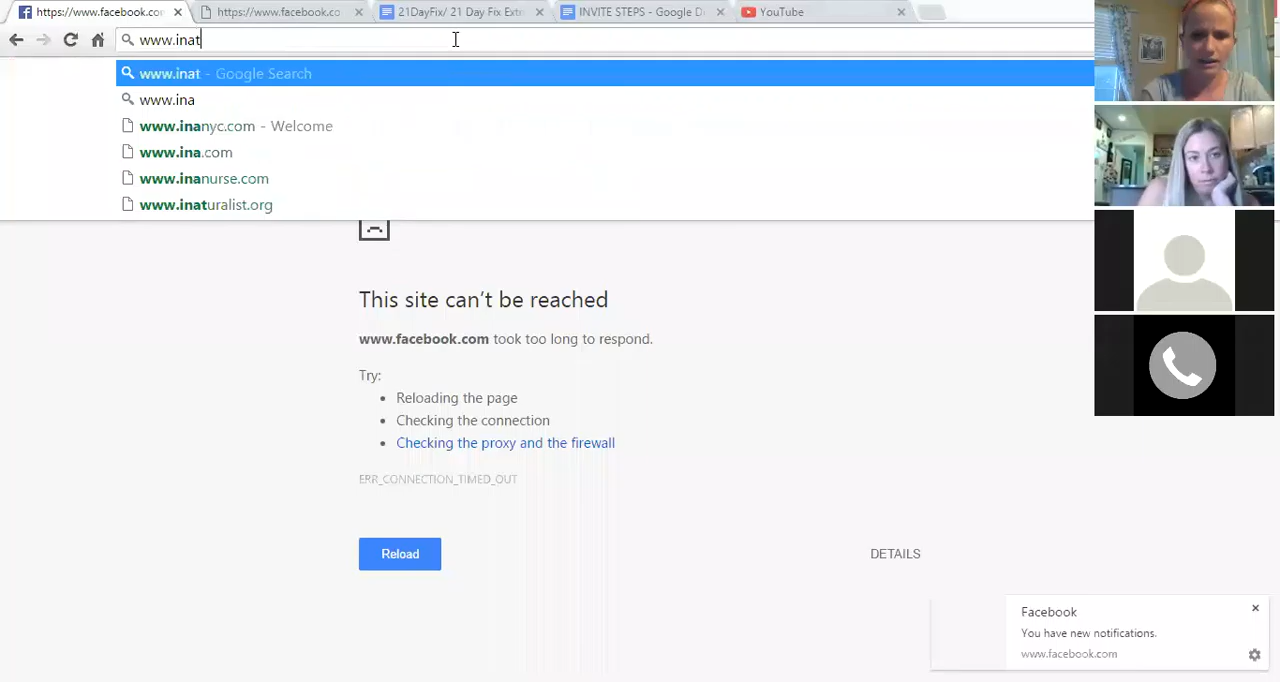 https://www.facebook.com
https://www.facebook.co
21DayFix/ 21 Day Fix Extr
INVITE STEPS - Google D
YouTube
www.inat
www.inat - Google Search
www.ina
www.inanyc.com - Welcome
www.ina.com
www.inanurse.com
www.inaturalist.org
This site can't be reached
www.facebook.com took too long to respond.
Try:
Reloading the page
Checking the connection
Checking the proxy and the firewall
ERR_CONNECTION_TIMED_OUT
Reload
DETAILS
Facebook
You have new notifications.
www.facebook.com